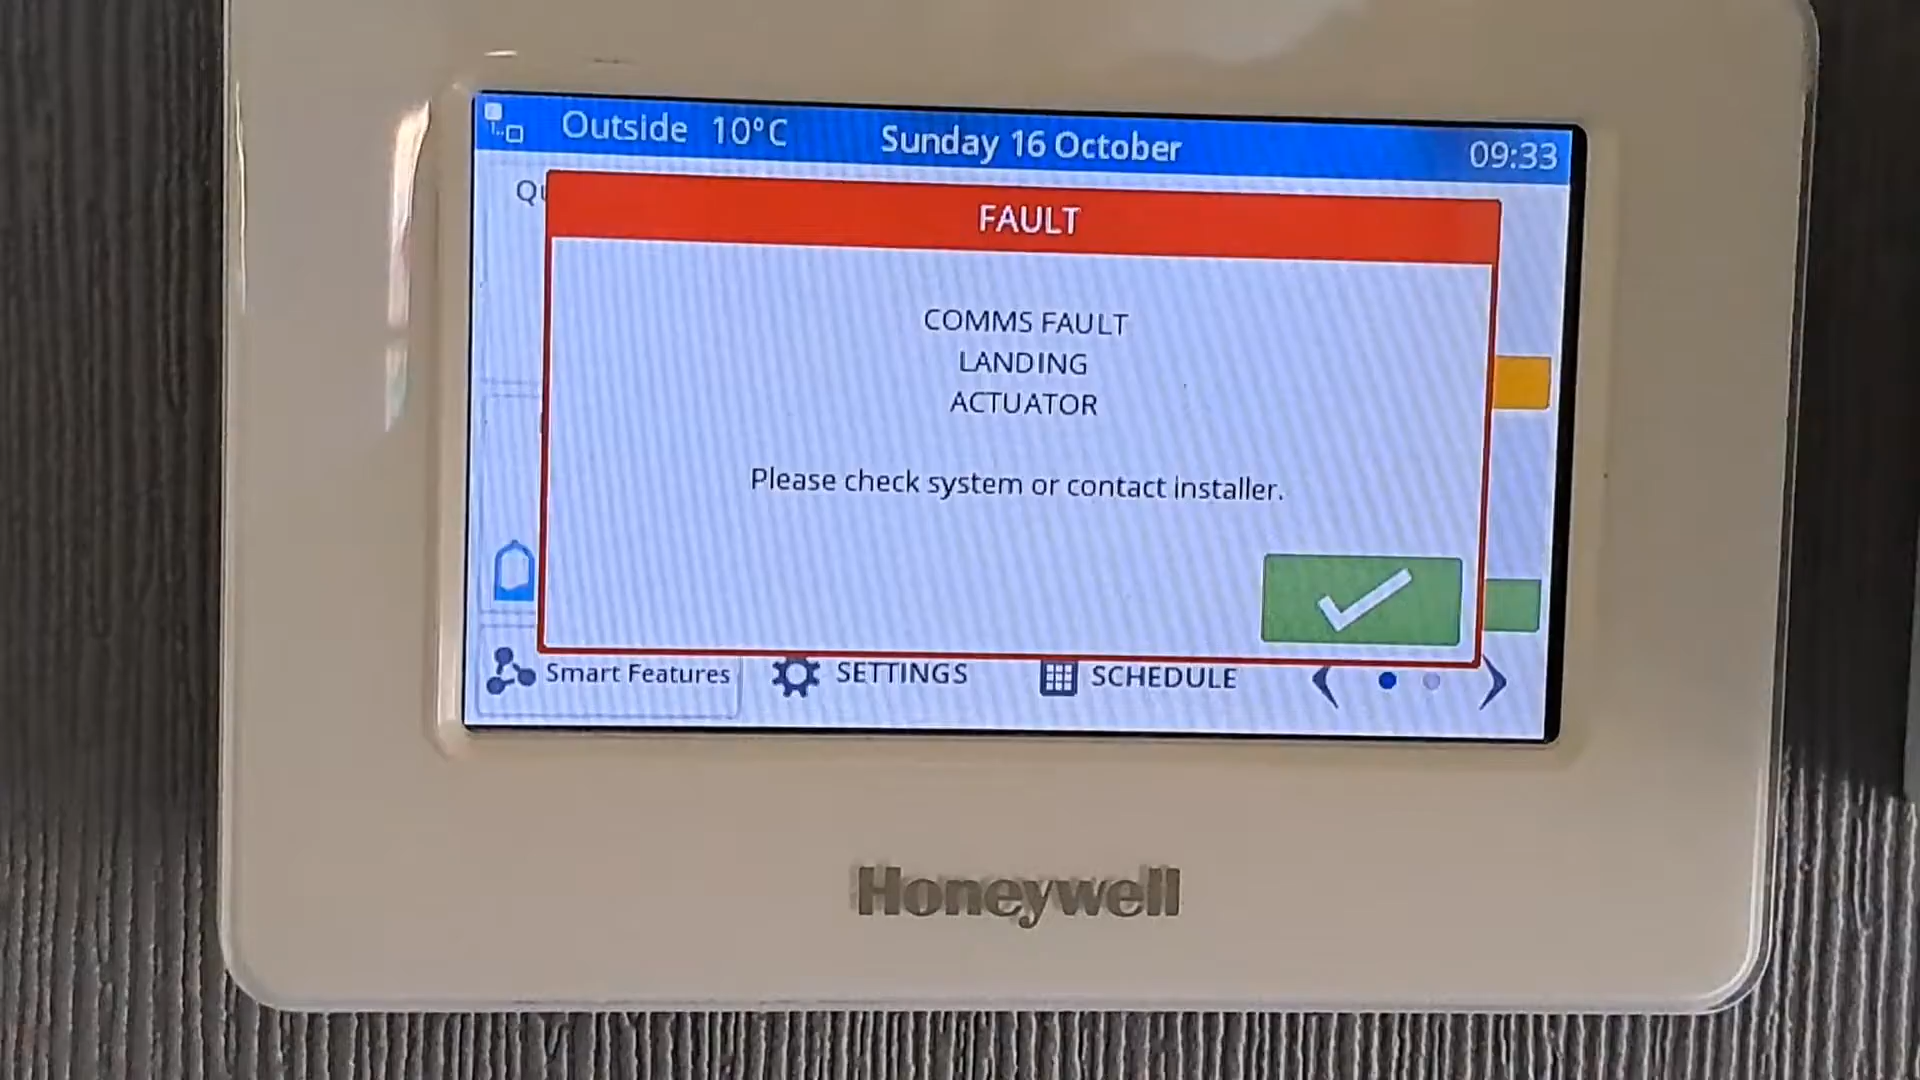 Outside 10°C Sunday 16 October 09:33
FAULT
COMMS FAULT
LANDING
ACTUATOR
Please check system or contact installer.
Smart Features SETTINGS SCHEDULE
Honeywell